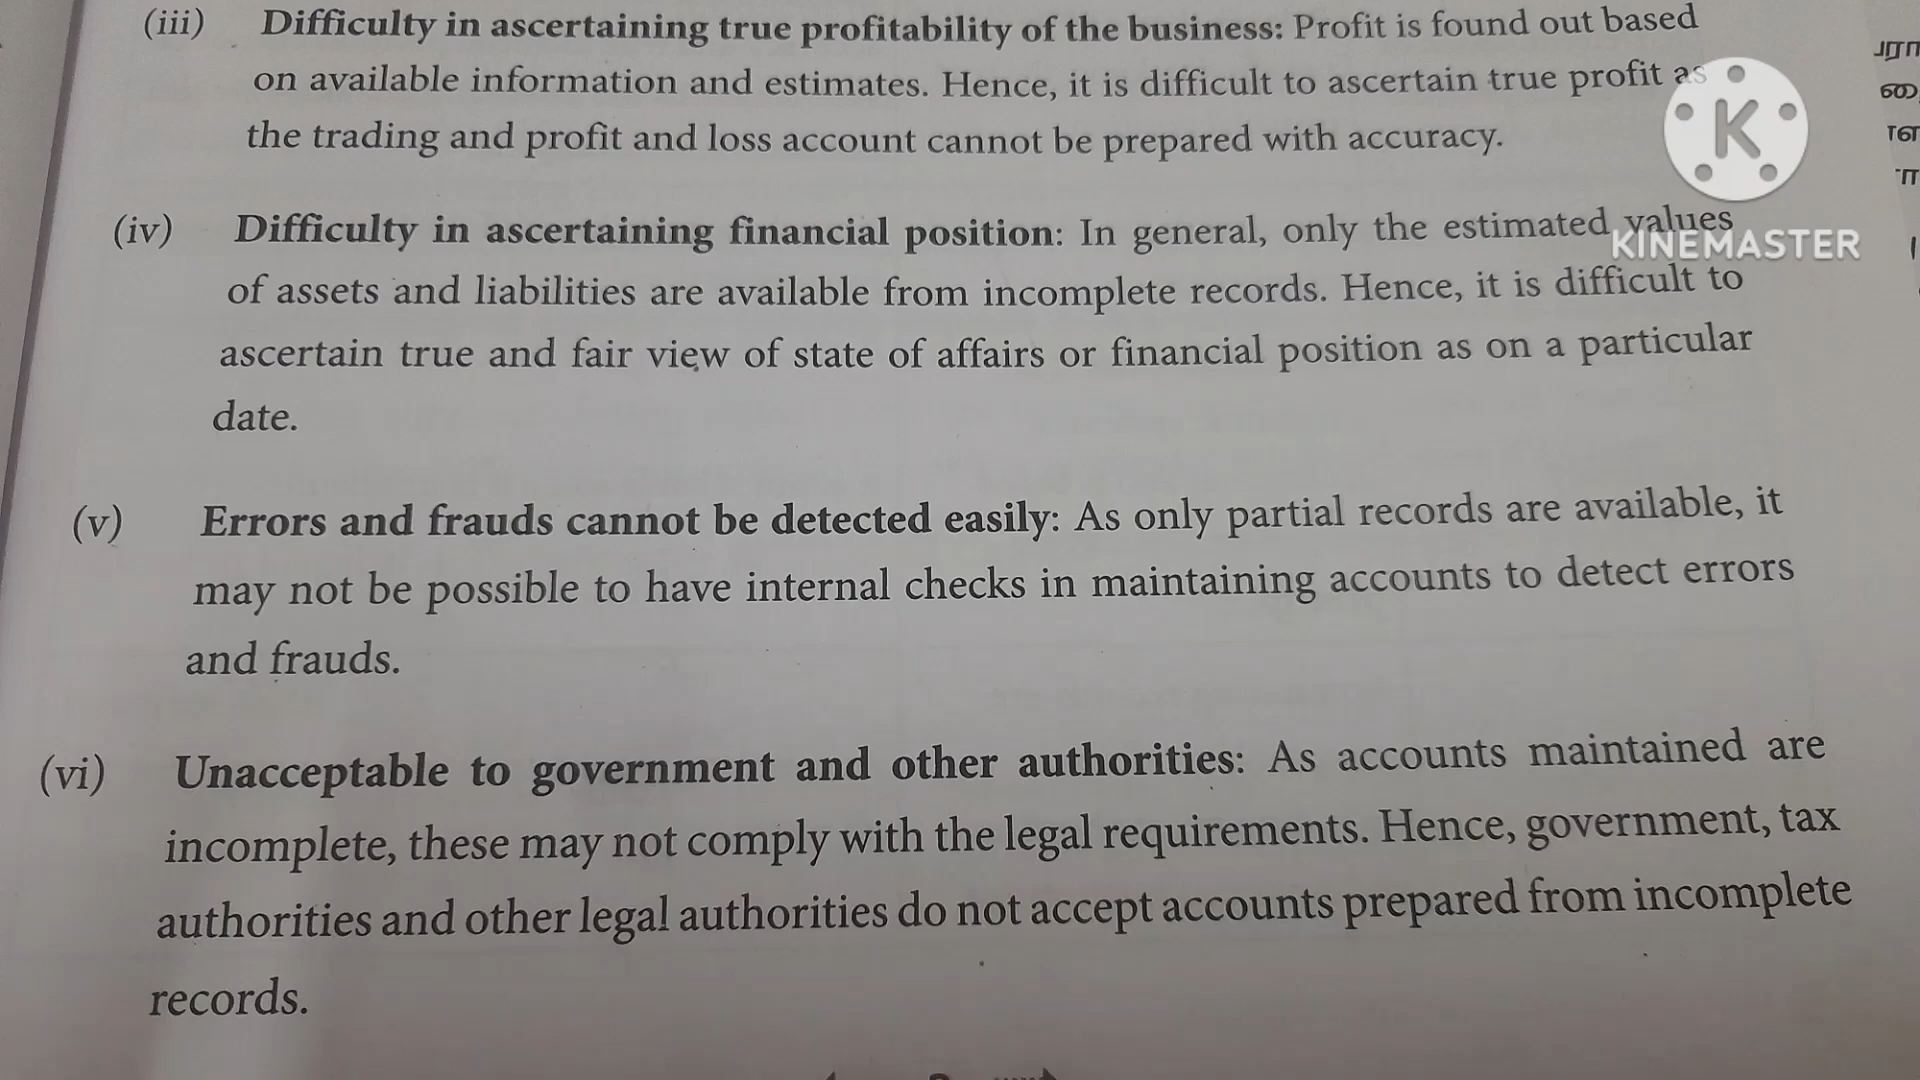 (iii) Difficulty in ascertaining true profitability of the business: Profit is found out based
on available information and estimates. Hence, it is difficult to ascertain true profit as
the trading and profit and loss account cannot be prepared with accuracy.
(iv) Difficulty in ascertaining financial position: In general, only the estimated values
of assets and liabilities are available from incomplete records. Hence, it is difficult to
ascertain true and fair view of state of affairs or financial position as on a particular
date.
(v) Errors and frauds cannot be detected easily: As only partial records are available, it
may not be possible to have internal checks in maintaining accounts to detect errors
and frauds.
(vi) Unacceptable to government and other authorities: As accounts maintained are
incomplete, these may not comply with the legal requirements. Hence, government, tax
authorities and other legal authorities do not accept accounts prepared from incomplete
records.
K
KINEMASTER